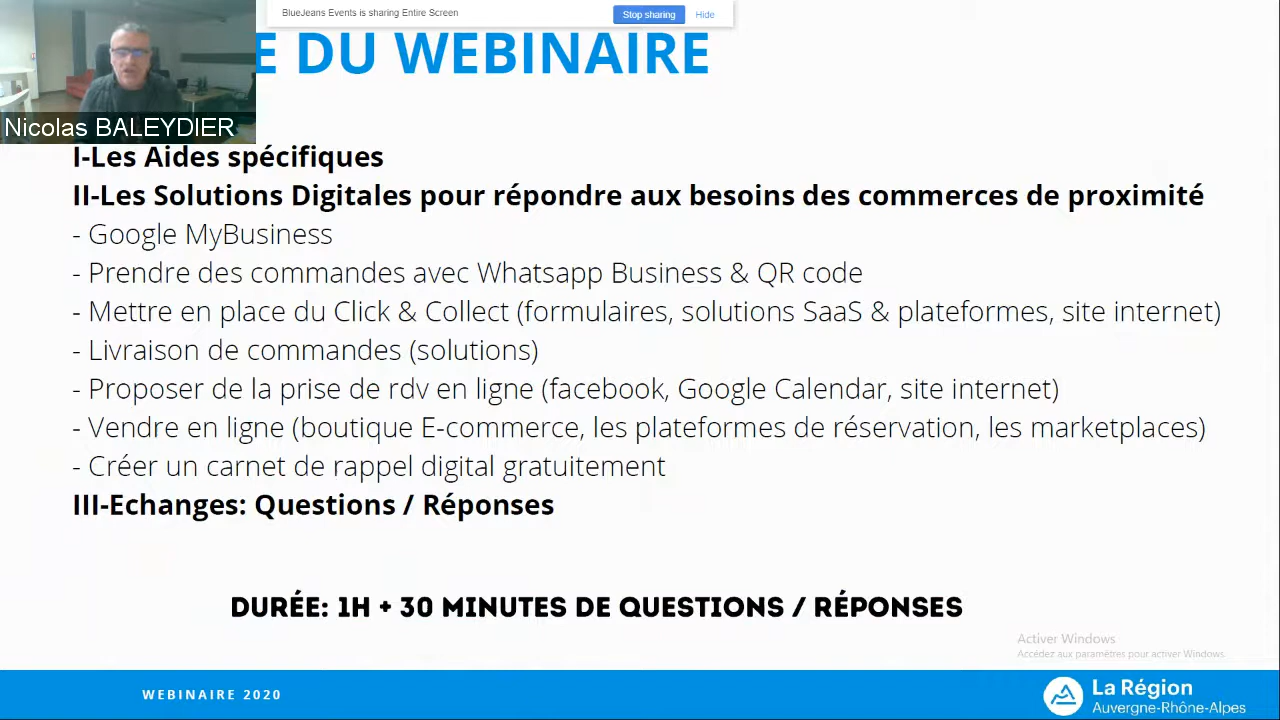 BlueJeans Events is sharing Entire Screen
Stop sharing
Hide
E DU WEBINAIRE
Nicolas BALEYDIER
I-Les Aides spécifiques
II-Les Solutions Digitales pour répondre aux besoins des commerces de proximité
- Google MyBusiness
- Prendre des commandes avec Whatsapp Business & QR code
- Mettre en place du Click & Collect (formulaires, solutions SaaS & plateformes, site internet)
- Livraison de commandes (solutions)
- Proposer de la prise de rdv en ligne (facebook, Google Calendar, site internet)
- Vendre en ligne (boutique E-commerce, les plateformes de réservation, les marketplaces)
- Créer un carnet de rappel digital gratuitement
III-Echanges: Questions / Réponses
DURÉE: 1H + 30 MINUTES DE QUESTIONS / RÉPONSES
Activer Windows
Accédez aux paramètres pour activer Windows.
WEBINAIRE 2020
La Région
Auvergne-Rhône-Alpes